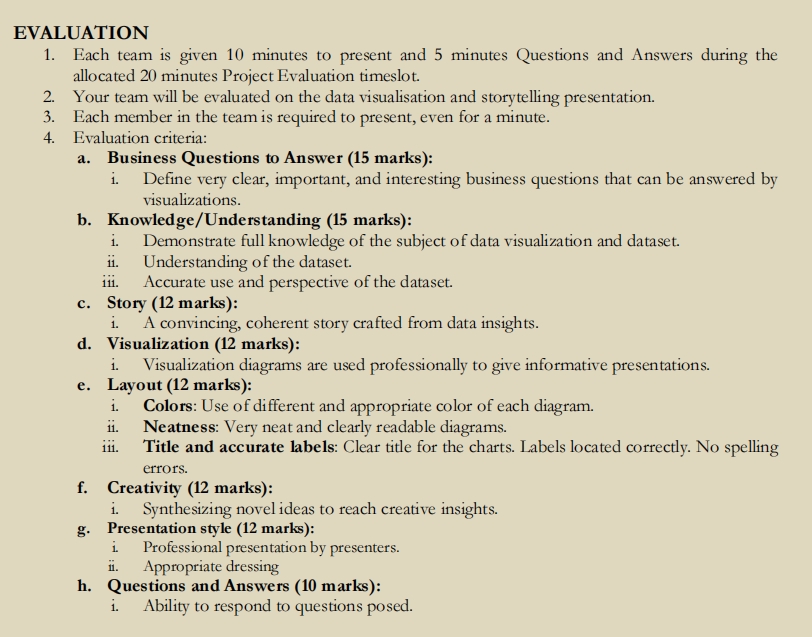 EVALUATION
1. Each team is given 10 minutes to present and 5 minutes Questions and Answers during the
allocated 20 minutes Project Evaluation timeslot.
2. Your team will be evaluated on the data visualisation and storytelling presentation.
3. Each member in the team is required to present, even for a minute.
4. Evaluation criteria:
a. Business Questions to Answer (15 marks):
i. Define very clear, important, and interesting business questions that can be answered by
visualizations.
b. Knowledge/Understanding (15 marks):
i. Demonstrate full knowledge of the subject of data visualization and dataset.
ii. Understanding of the dataset.
iii. Accurate use and perspective of the dataset.
c. Story (12 marks):
i. A convincing, coherent story crafted from data insights.
d. Visualization (12 marks):
i. Visualization diagrams are used professionally to give informative presentations.
e. Layout (12 marks):
i. Colors: Use of different and appropriate color of each diagram.
ii. Neatness: Very neat and clearly readable diagrams.
iii. Title and accurate labels: Clear title for the charts. Labels located correctly. No spelling
errors.
f. Creativity (12 marks):
i. Synthesizing novel ideas to reach creative insights.
g. Presentation style (12 marks):
i. Professional presentation by presenters.
ii. Appropriate dressing
h. Questions and Answers (10 marks):
i. Ability to respond to questions posed.